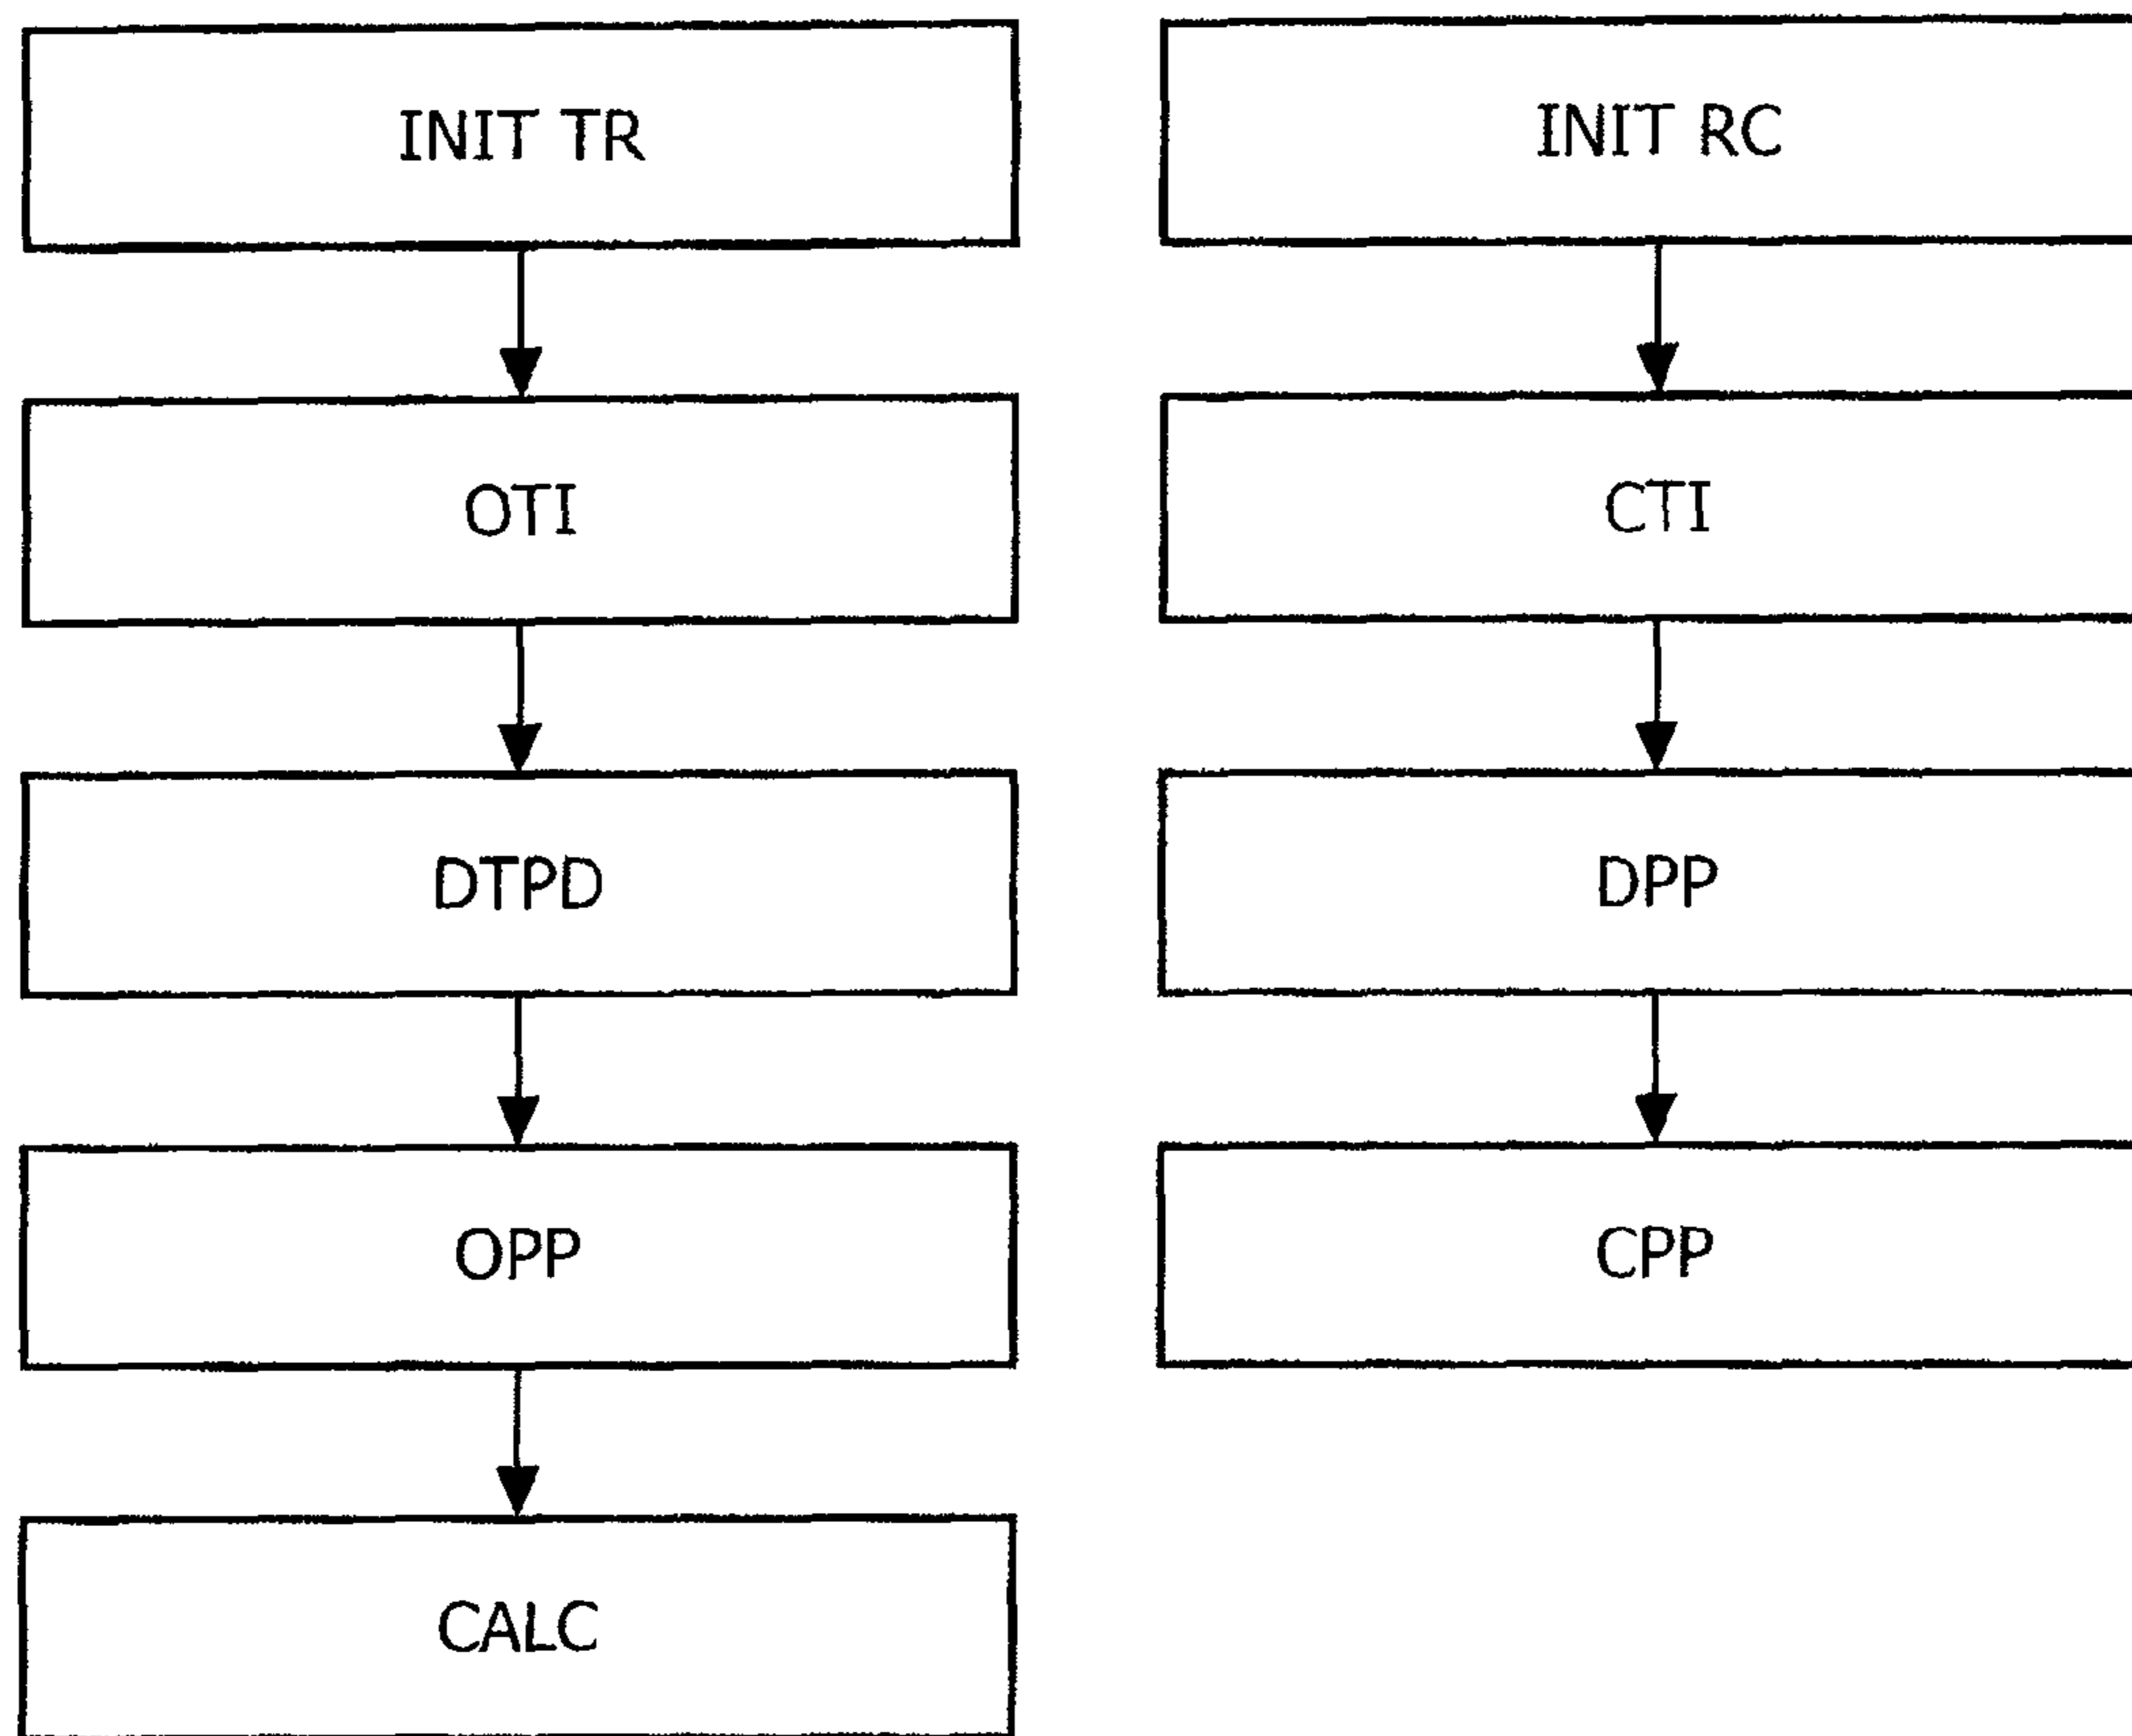 INIT TR
OTI
DTPD
OPP
CALC
INIT RC
CTI
DPP
CPP